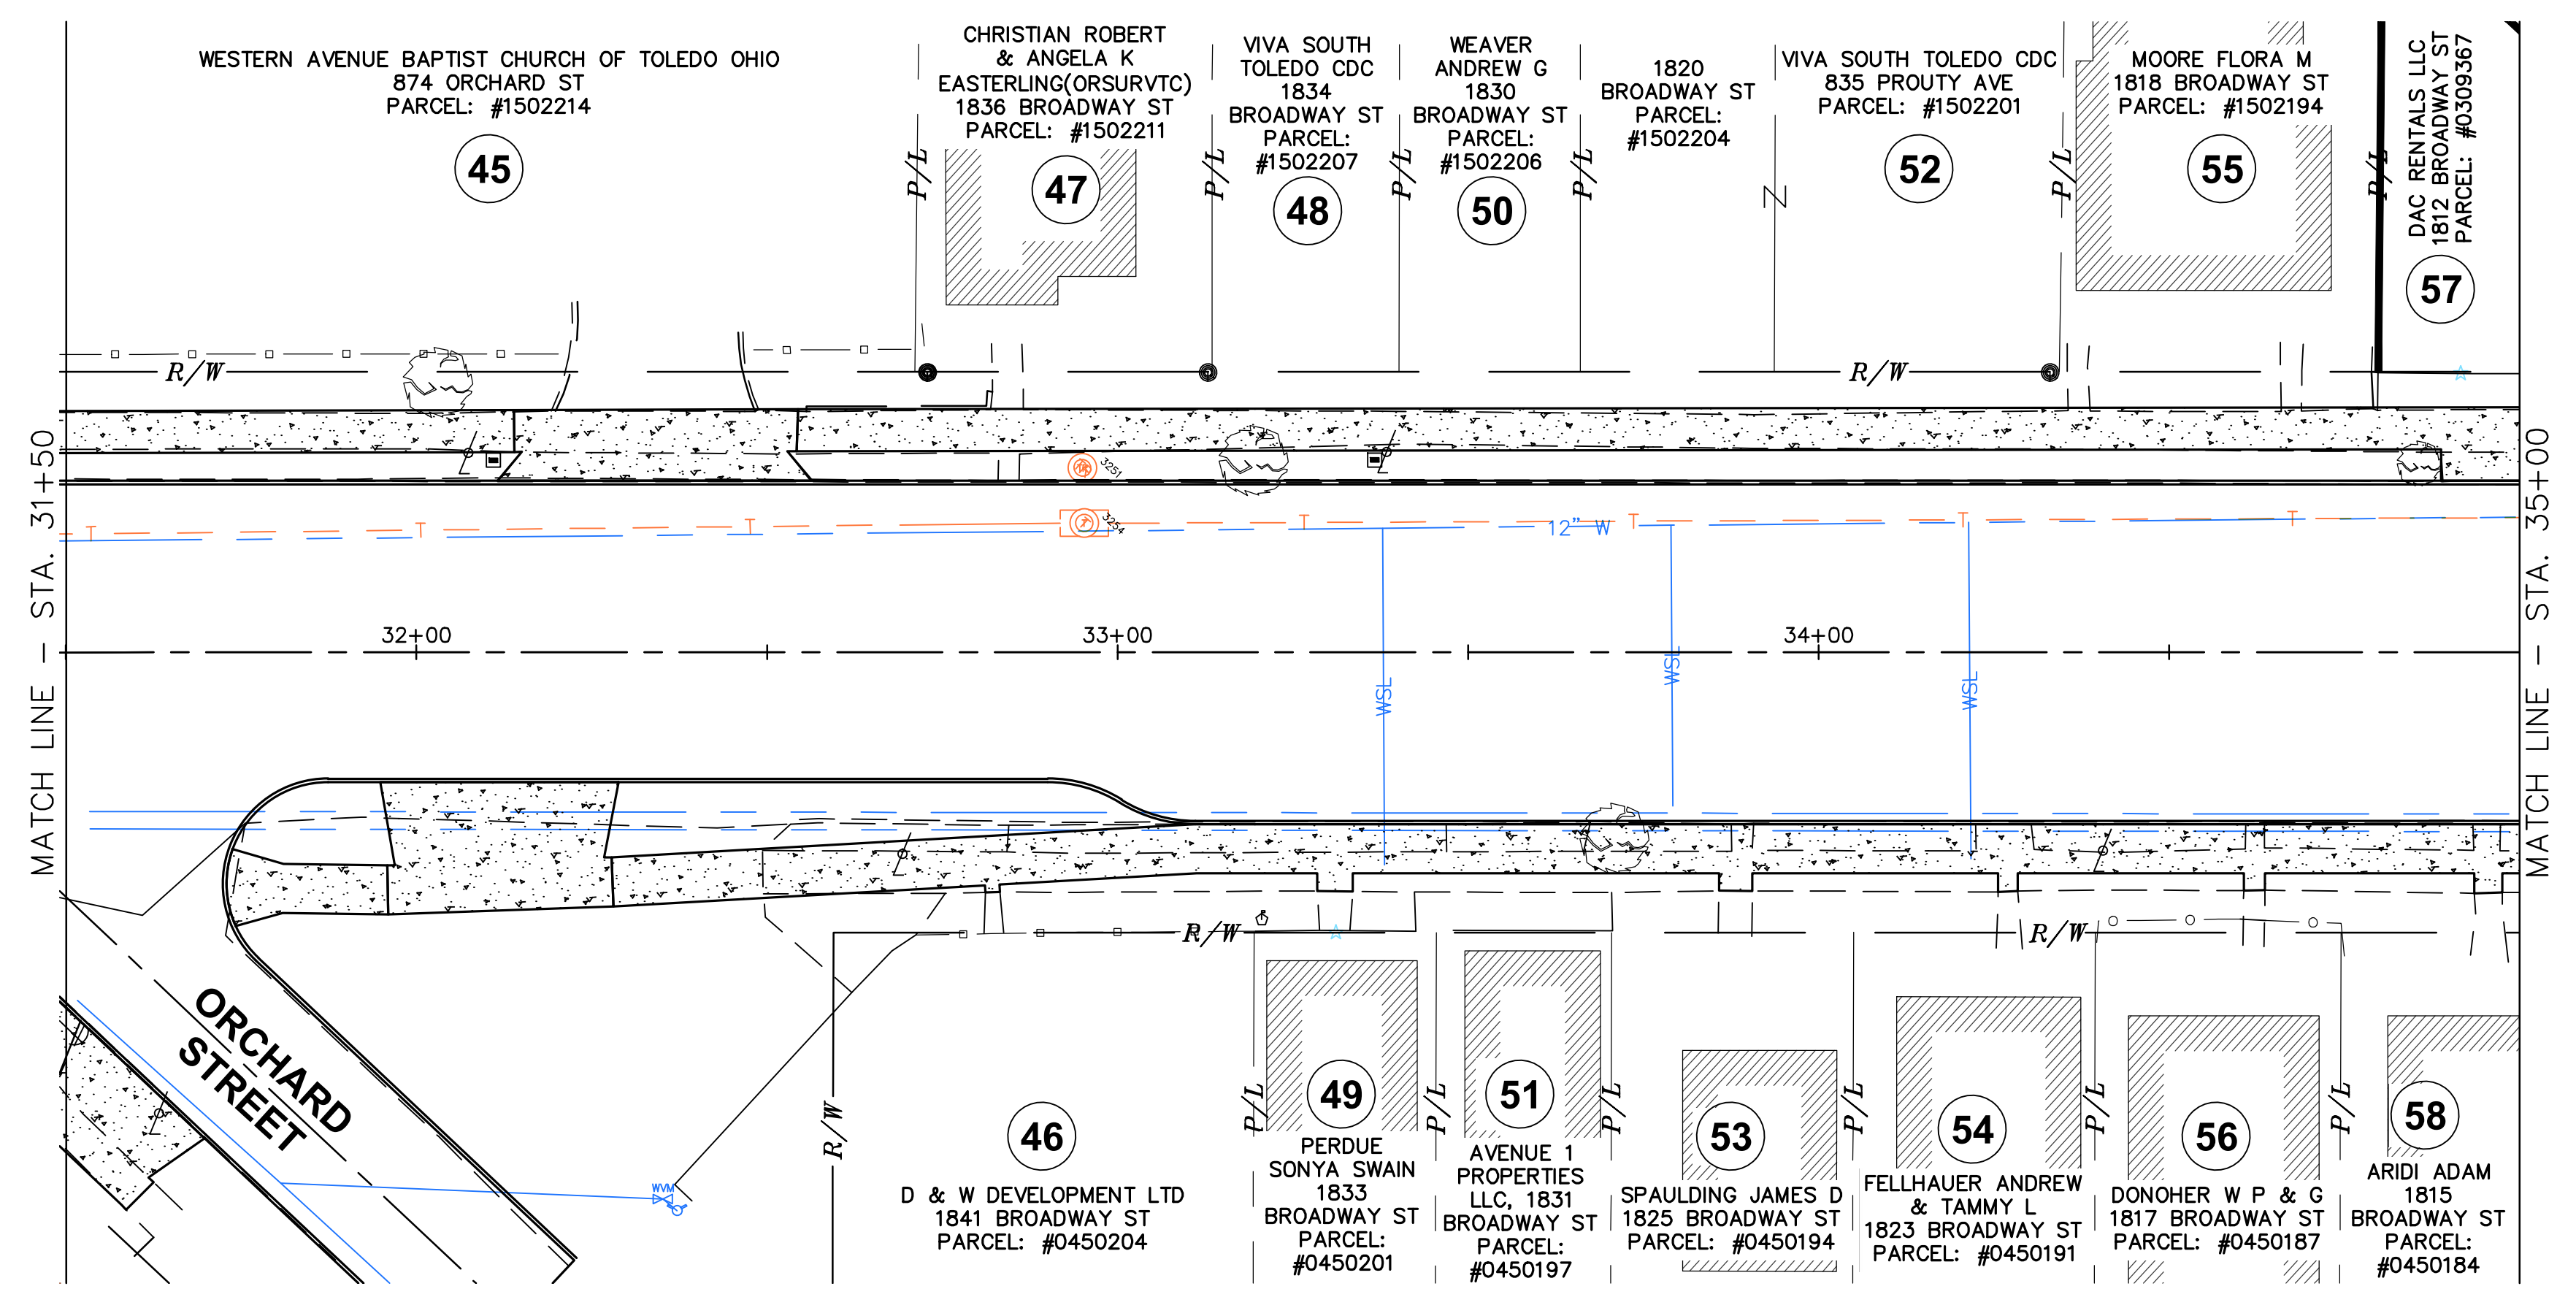 WESTERN AVENUE BAPTIST CHURCH OF TOLEDO OHIO
874 ORCHARD ST
PARCEL: #1502214
45
CHRISTIAN ROBERT
& ANGELA K
EASTERLING(ORSURVTC)
1836 BROADWAY ST
PARCEL: #1502211
47
VIVA SOUTH
TOLEDO CDC
1834
BROADWAY ST
PARCEL:
#1502207
48
WEAVER
ANDREW G
1830
BROADWAY ST
PARCEL:
#1502206
50
1820
BROADWAY ST
PARCEL:
#1502204
VIVA SOUTH TOLEDO CDC
835 PROUTY AVE
PARCEL: #1502201
52
MOORE FLORA M
1818 BROADWAY ST
PARCEL: #1502194
55
DAC RENTALS LLC
1812 BROADWAY ST
PARCEL: #0309367
57
P/L
P/L
P/L
P/L
P/L
P/L
Z
R/W
R/W
MATCH LINE – STA. 31+50
MATCH LINE – STA. 35+00
3251
3254
T
T
T
T
T
T
T
12" W
32+00
33+00
34+00
WSL
WSL
WSL
R/W
R/W
R/W
ORCHARD
STREET
WVM
46
D & W DEVELOPMENT LTD
1841 BROADWAY ST
PARCEL: #0450204
P/L
P/L
P/L
P/L
P/L
P/L
49
PERDUE
SONYA SWAIN
1833
BROADWAY ST
PARCEL:
#0450201
51
AVENUE 1
PROPERTIES
LLC, 1831
BROADWAY ST
PARCEL:
#0450197
53
SPAULDING JAMES D
1825 BROADWAY ST
PARCEL: #0450194
54
FELLHAUER ANDREW
& TAMMY L
1823 BROADWAY ST
PARCEL: #0450191
56
DONOHER W P & G
1817 BROADWAY ST
PARCEL: #0450187
58
ARIDI ADAM
1815
BROADWAY ST
PARCEL:
#0450184